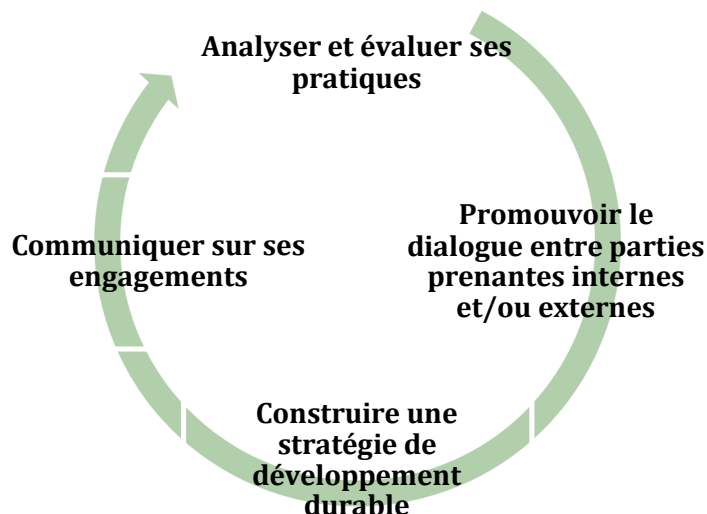 Analyser et évaluer ses
pratiques
Promouvoir le
dialogue entre parties
prenantes internes
et/ou externes
Construire une
stratégie de
développement
durable
Communiquer sur ses
engagements